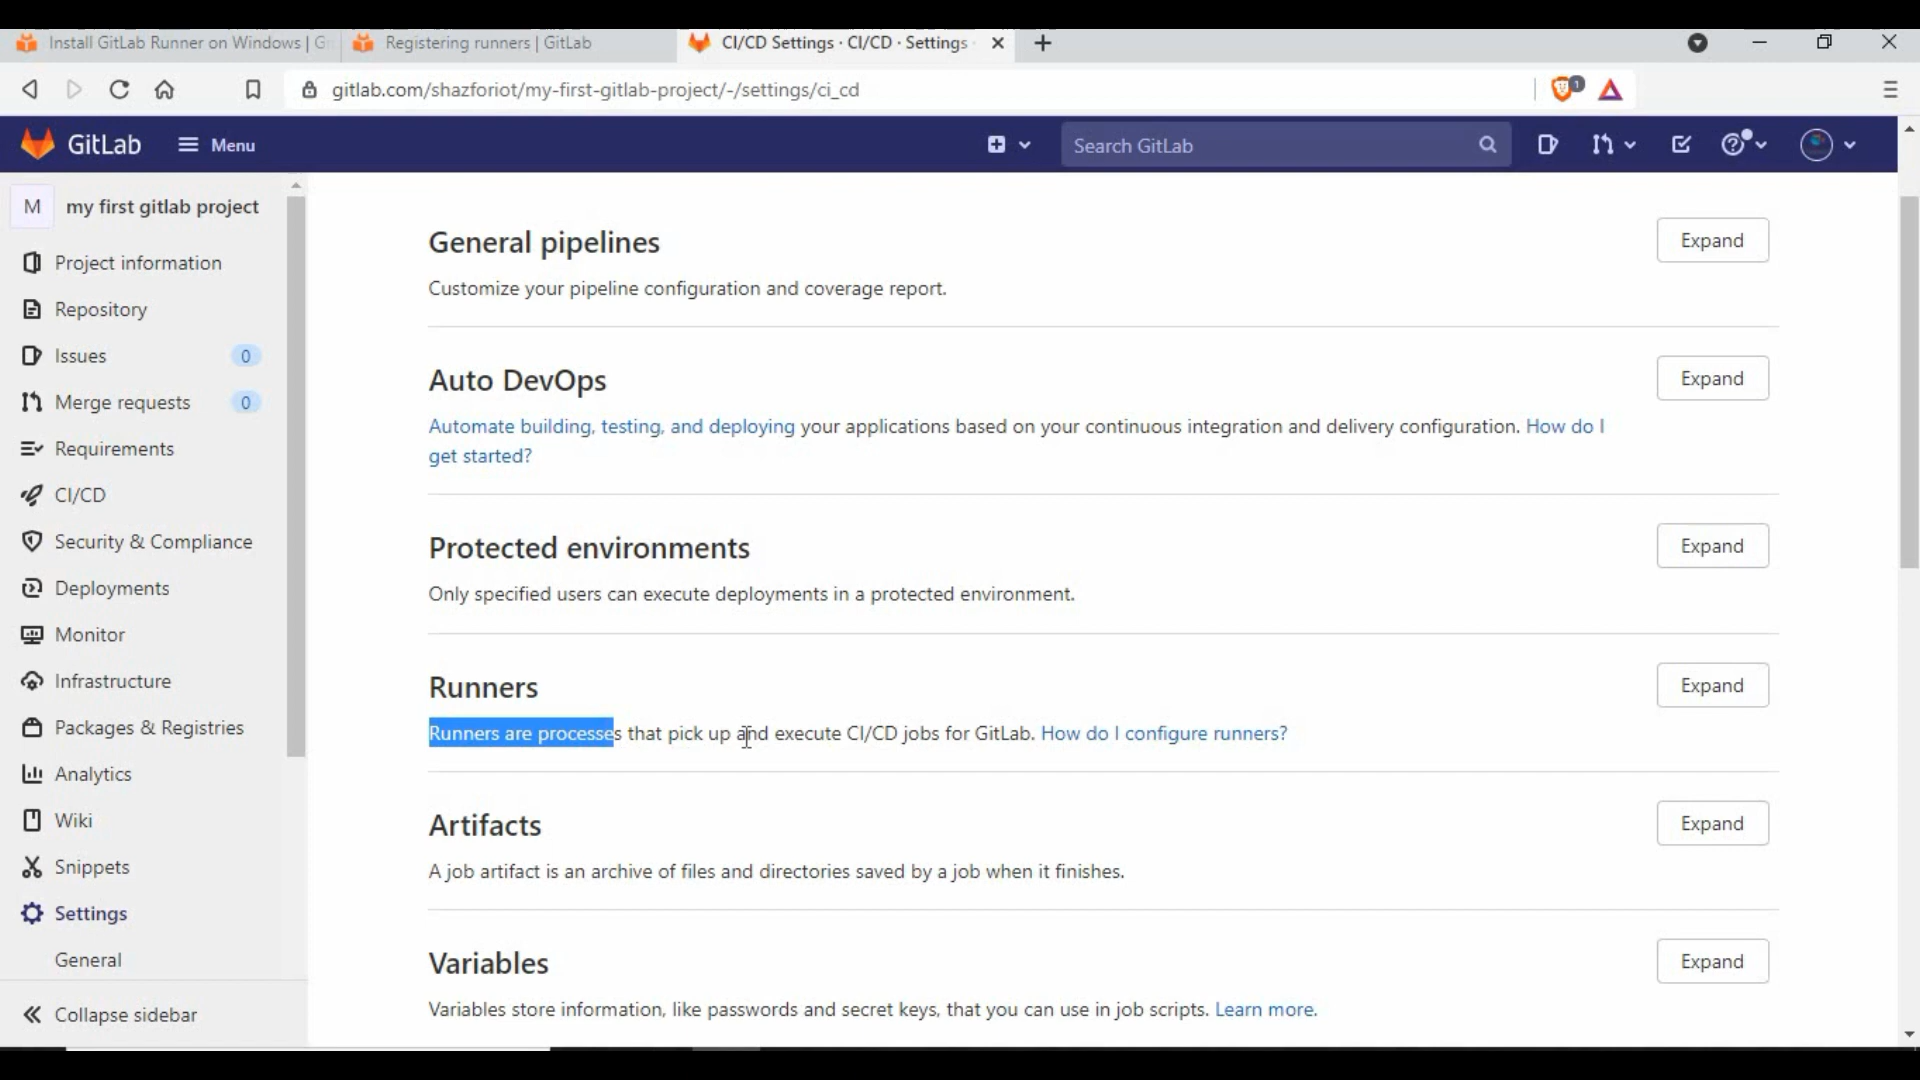 Install GitLab Runner on Windows | G
Registering runners | GitLab
CI/CD Settings · CI/CD · Settings
gitlab.com/shazforiot/my-first-gitlab-project/-/settings/ci_cd
1
GitLab
Menu
Search GitLab
M
my first gitlab project
Project information
Repository
Issues 0
Merge requests 0
Requirements
CI/CD
Security & Compliance
Deployments
Monitor
Infrastructure
Packages & Registries
Analytics
Wiki
Snippets
Settings
General
Collapse sidebar
General pipelines
Expand
Customize your pipeline configuration and coverage report.
Auto DevOps
Expand
Automate building, testing, and deploying your applications based on your continuous integration and delivery configuration. How do I
get started?
Protected environments
Expand
Only specified users can execute deployments in a protected environment.
Runners
Expand
Runners are processes that pick up and execute CI/CD jobs for GitLab. How do I configure runners?
Artifacts
Expand
A job artifact is an archive of files and directories saved by a job when it finishes.
Variables
Expand
Variables store information, like passwords and secret keys, that you can use in job scripts. Learn more.